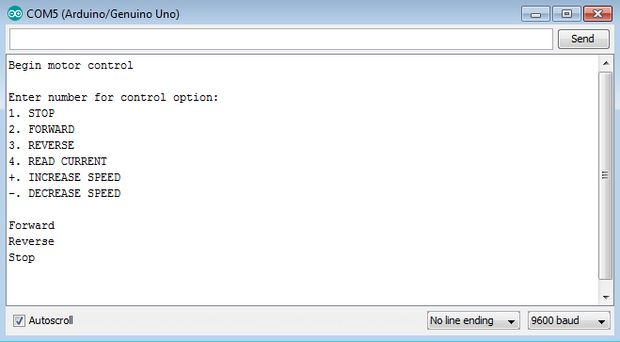 COM5 (Arduino/Genuino Uno)
Send
Begin motor control
Enter number for control option:
1. STOP
2. FORWARD
3. REVERSE
4. READ CURRENT
+. INCREASE SPEED
-. DECREASE SPEED
Forward
Reverse
Stop
Autoscroll
No line ending
9600 baud